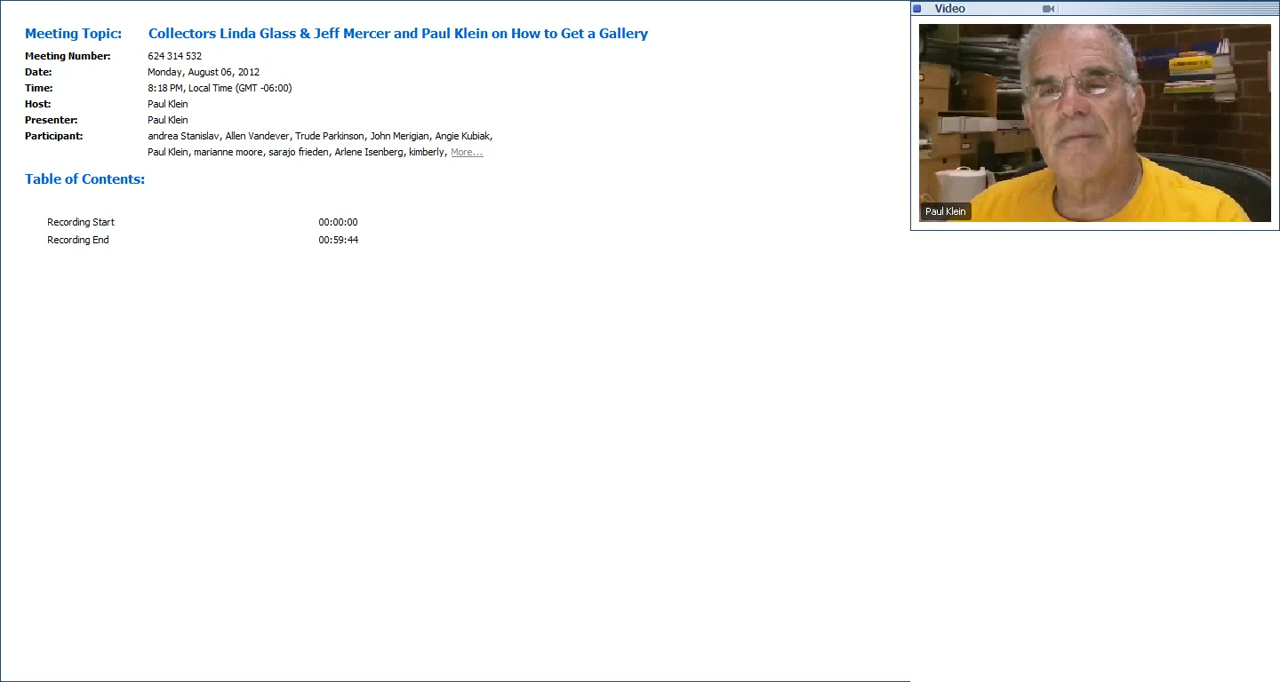 Meeting Topic: Collectors Linda Glass & Jeff Mercer and Paul Klein on How to Get a Gallery
Meeting Number: 624 314 532
Date: Monday, August 06, 2012
Time: 8:18 PM, Local Time (GMT -06:00)
Host: Paul Klein
Presenter: Paul Klein
Participant: andrea Stanislav, Allen Vandever, Trude Parkinson, John Merigian, Angie Kubiak,
Paul Klein, marianne moore, sarajo frieden, Arlene Isenberg, kimberly, More...
Table of Contents:
Recording Start 00:00:00
Recording End 00:59:44
Video
Paul Klein